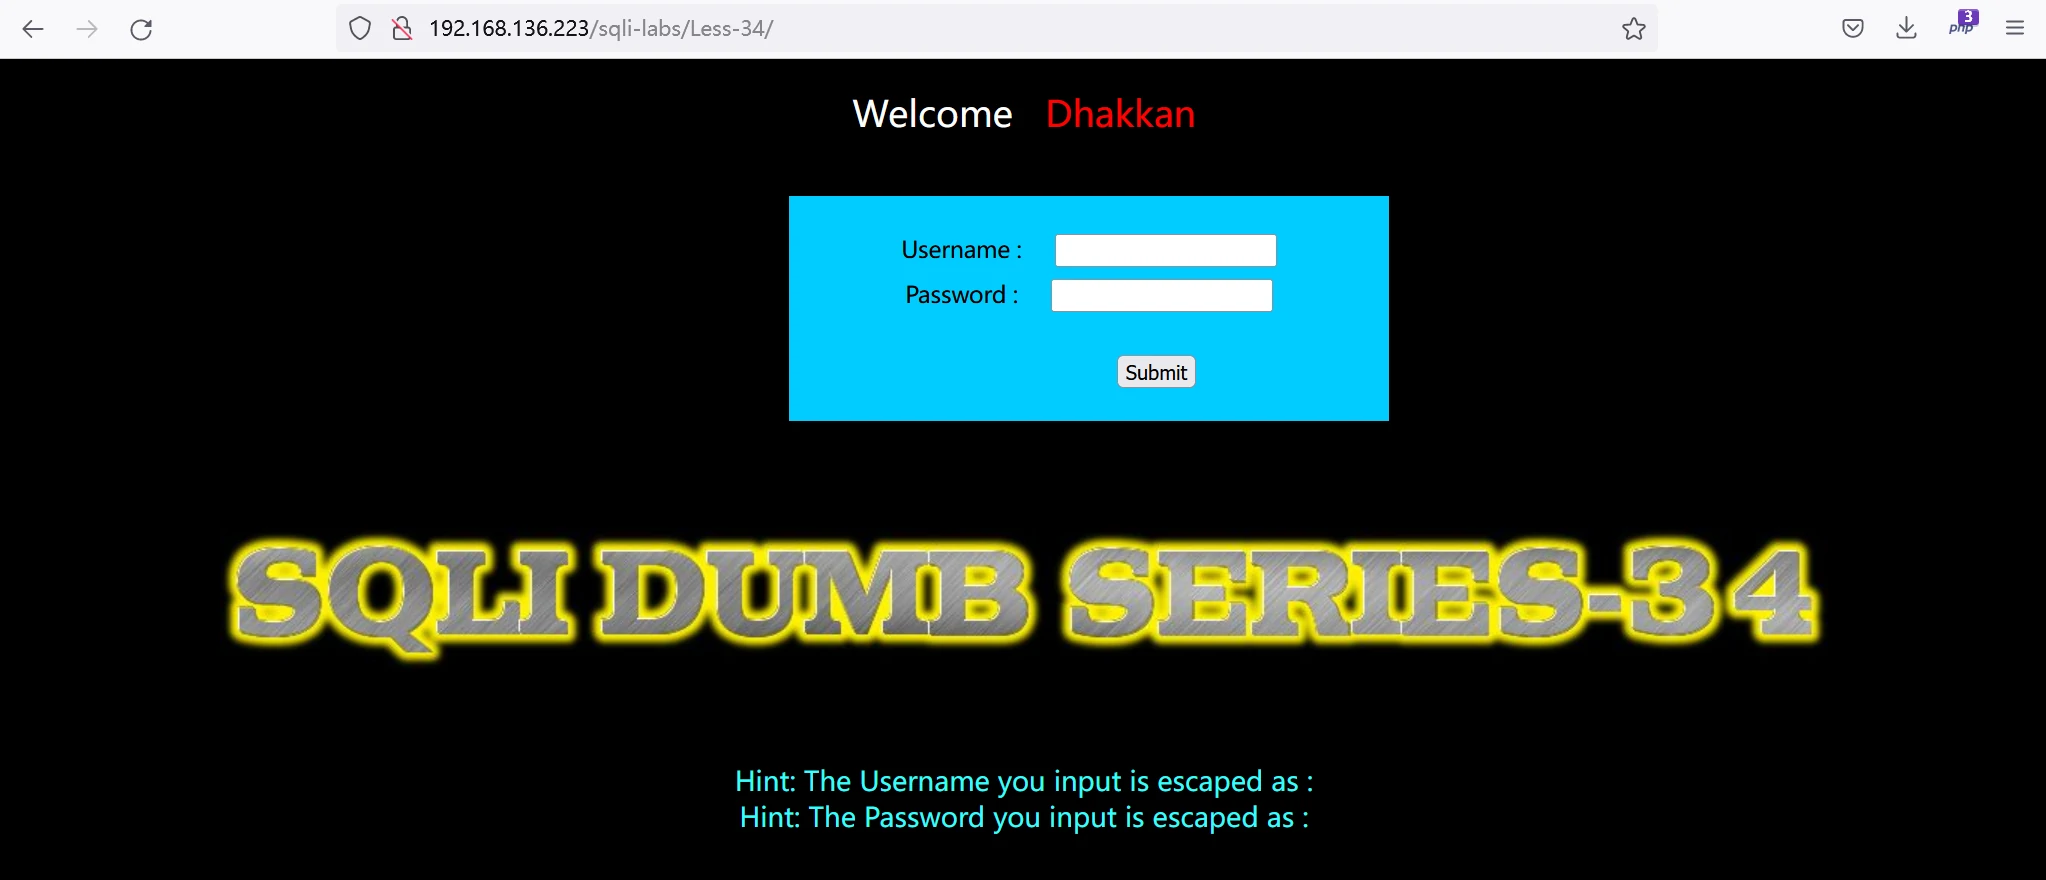 192.168.136.223/sqli-labs/Less-34/
3
php
Welcome Dhakkan
Username :
Password :
Submit
SQLI DUMB SERIES-34
Hint: The Username you input is escaped as :
Hint: The Password you input is escaped as :